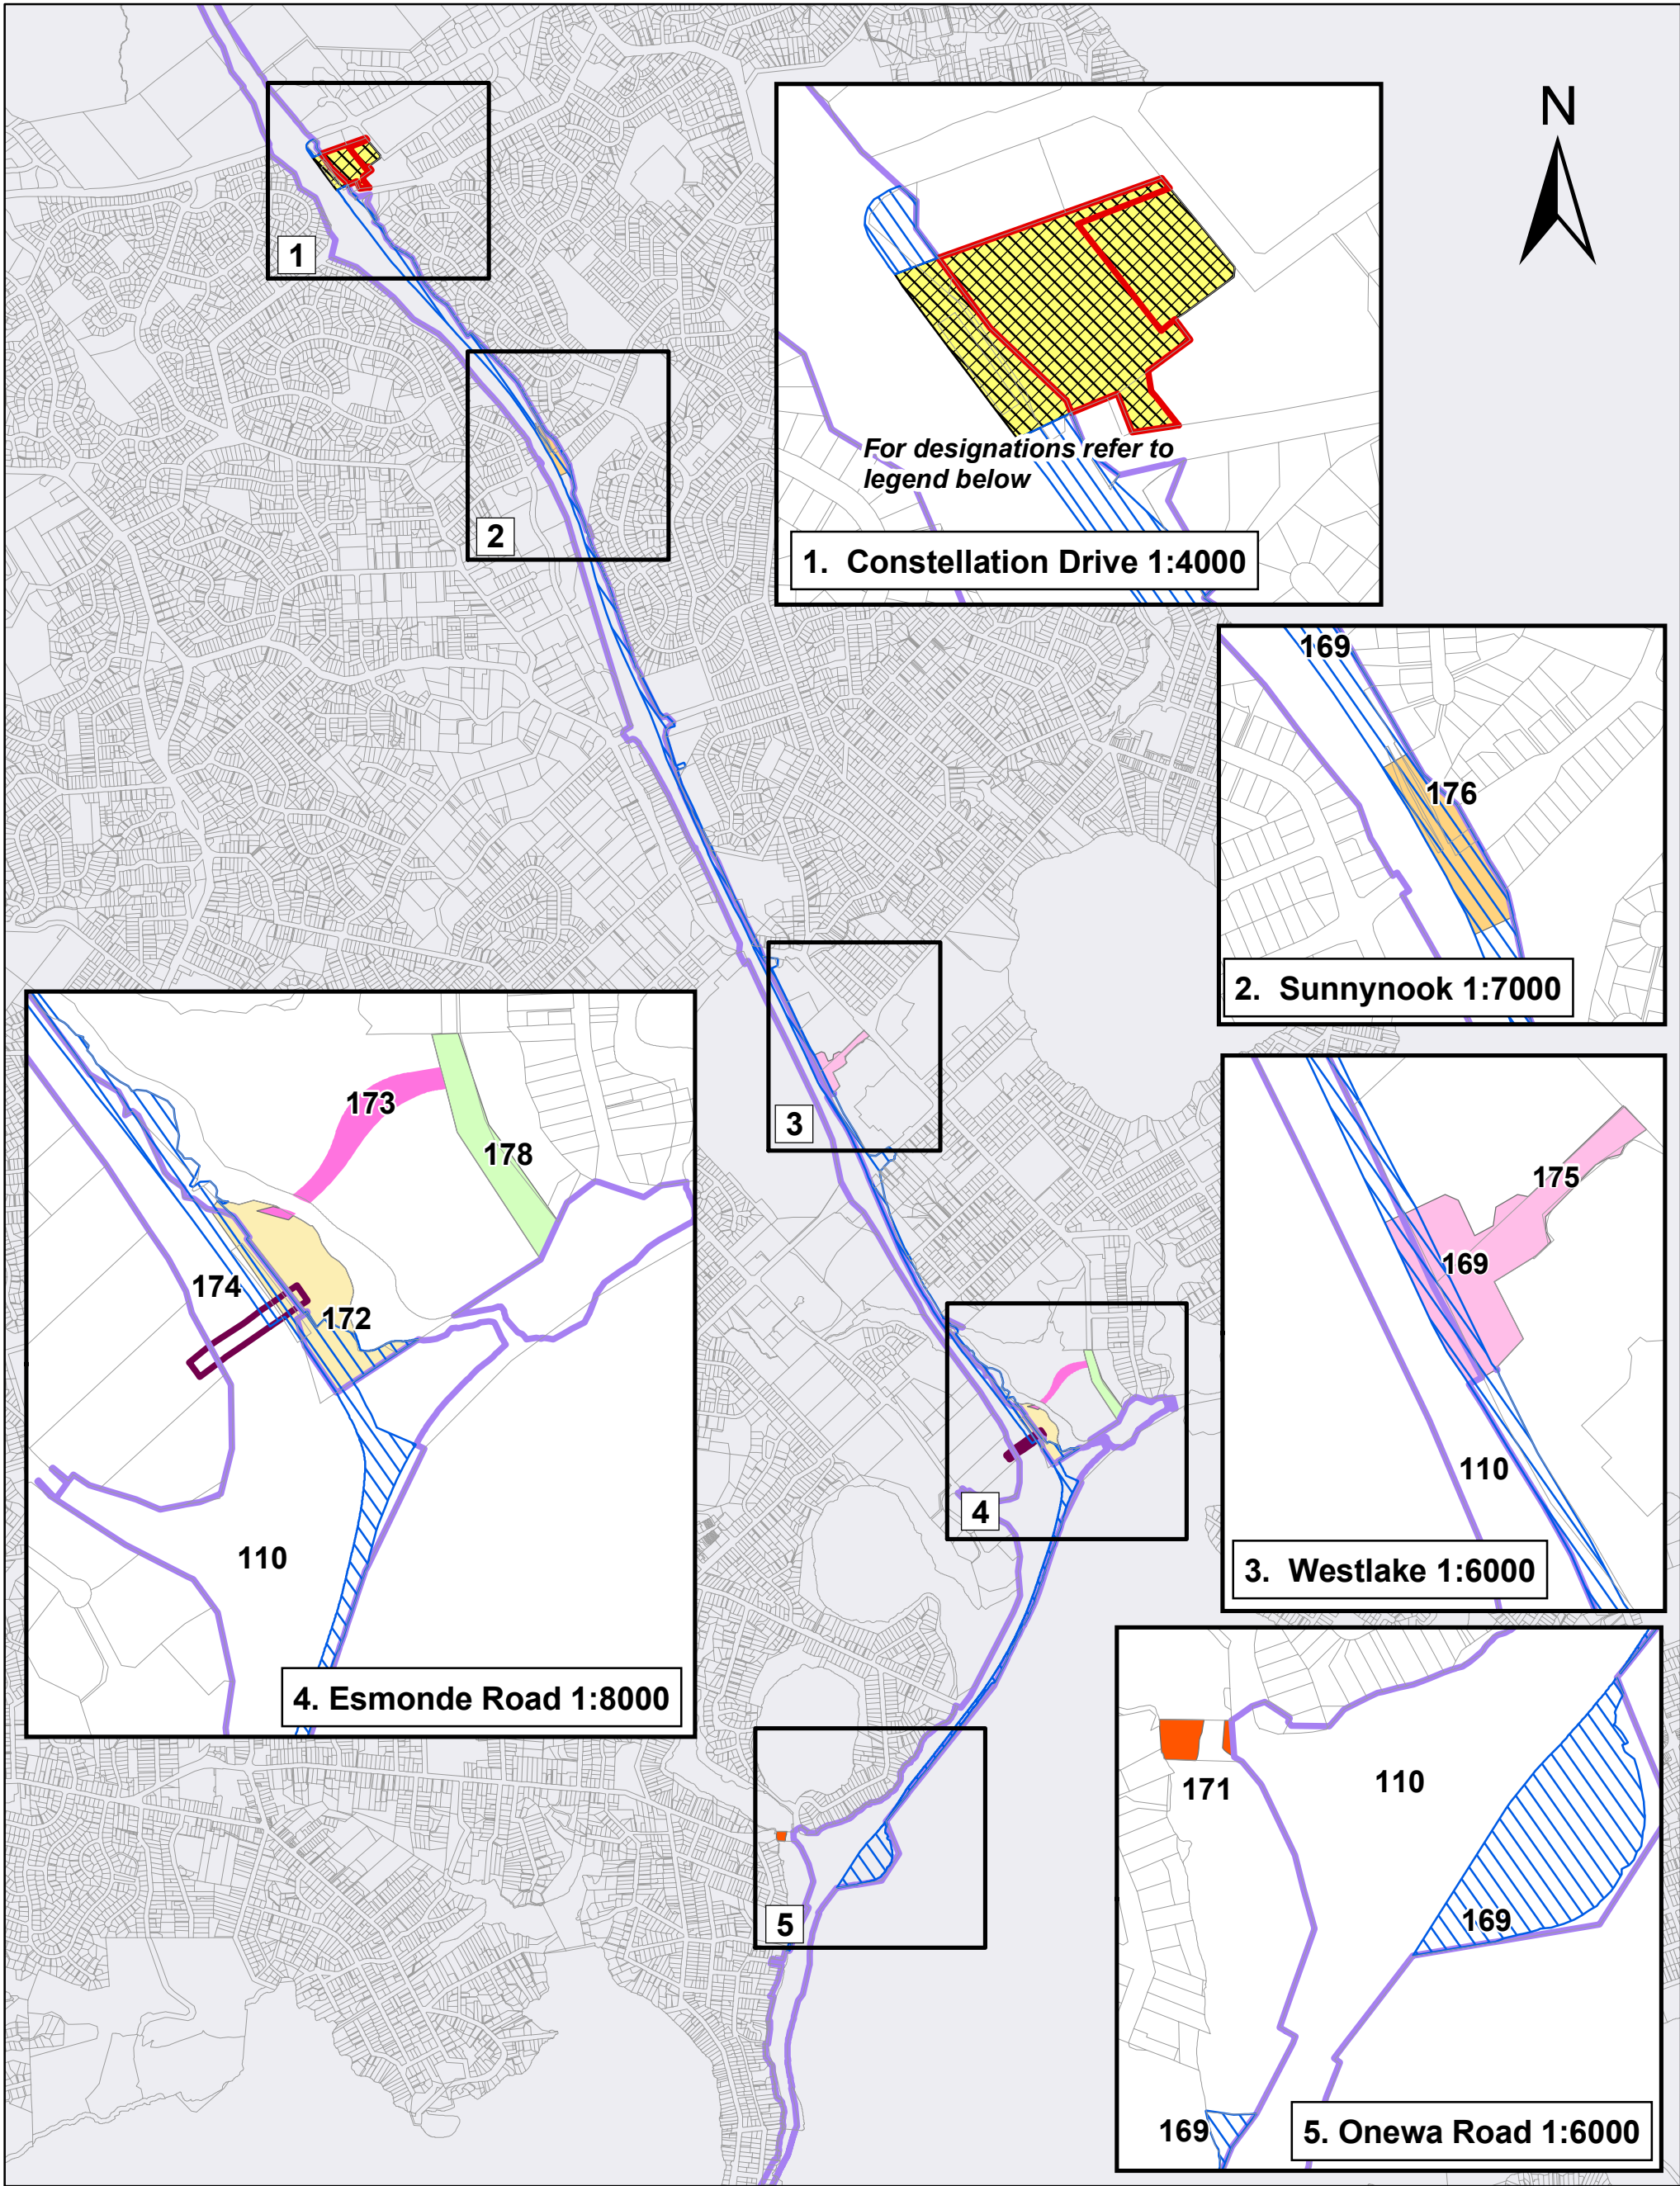 N
1
For designations refer to
legend below
1. Constellation Drive 1:4000
2
169
176
2. Sunnynook 1:7000
3
173
178
174
172
110
4. Esmonde Road 1:8000
175
169
110
3. Westlake 1:6000
4
171
110
169
169
5. Onewa Road 1:6000
5